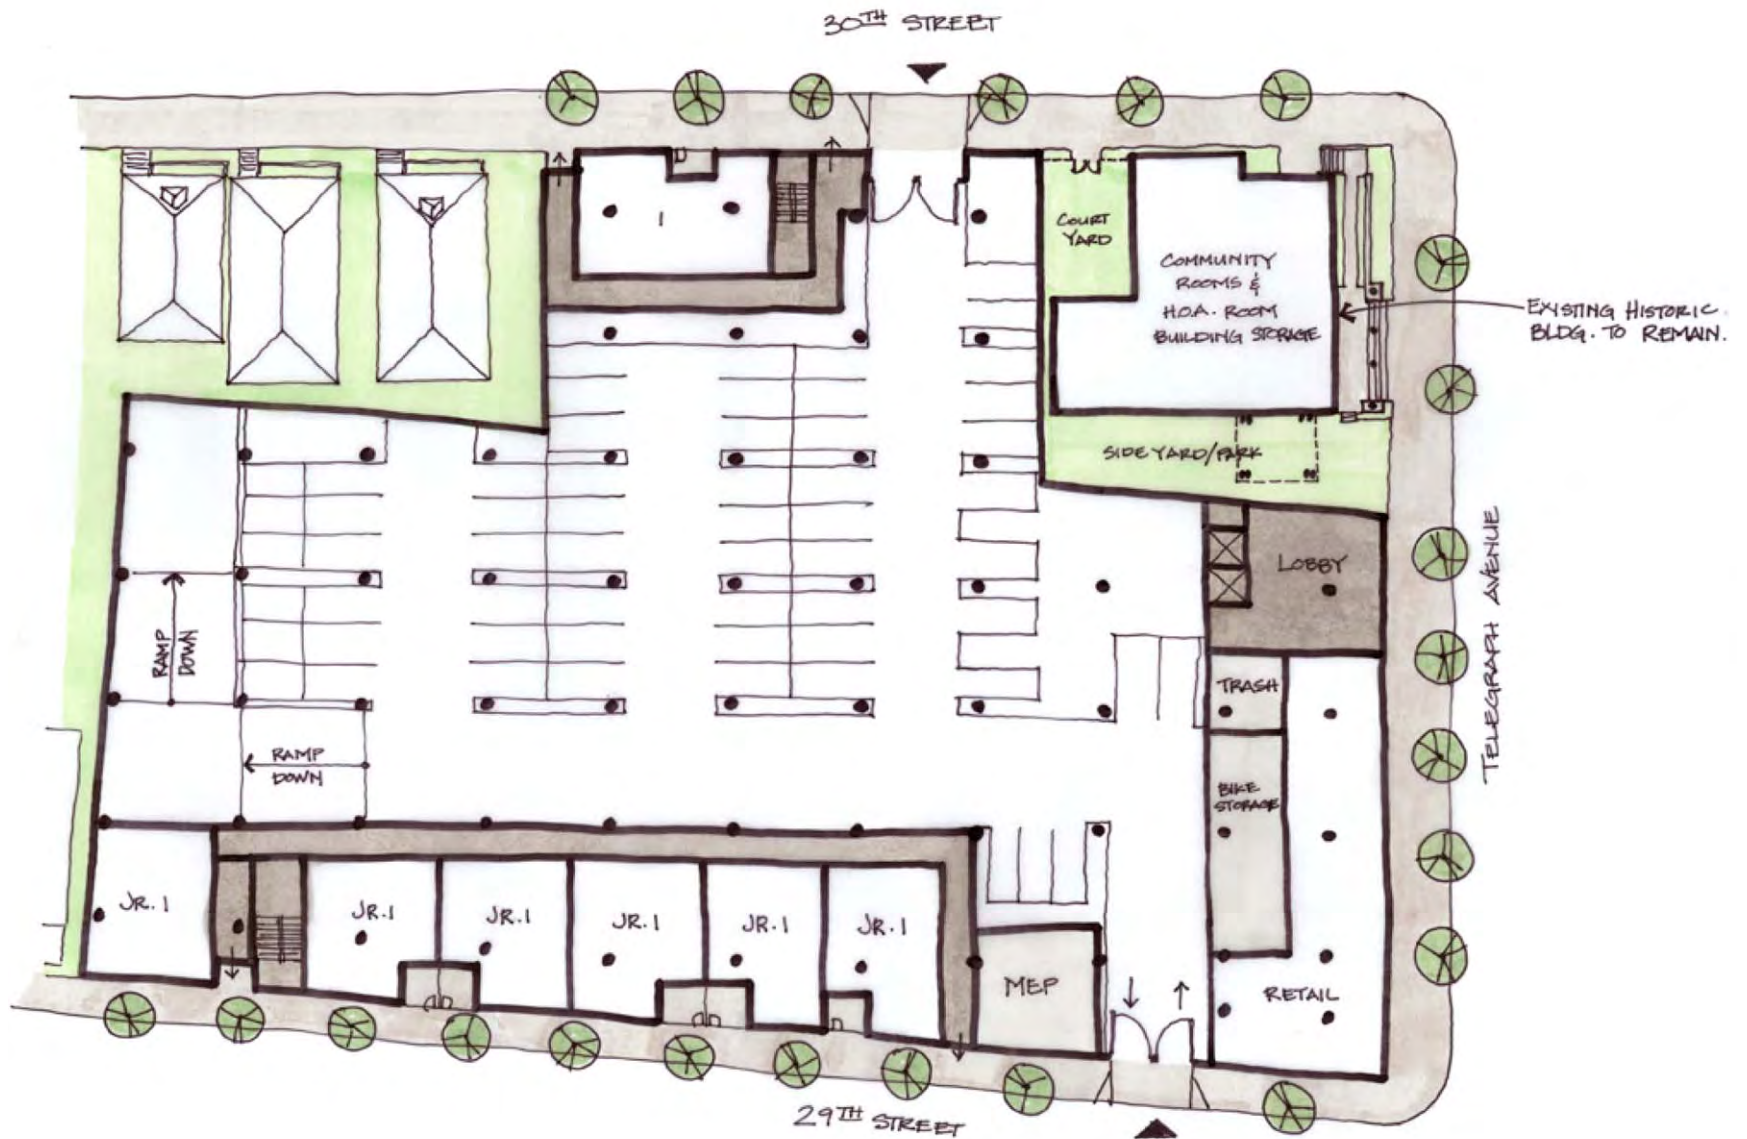 30TH STREET
1
COURT
YARD
COMMUNITY
ROOMS &
H.O.A. ROOM
BUILDING STORAGE
EXISTING HISTORIC
BLDG. TO REMAIN.
SIDE YARD/PARK
LOBBY
TELEGRAPH AVENUE
RAMP
DOWN
TRASH
RAMP
DOWN
BIKE
STORAGE
JR.1
JR.1
JR.1
JR.1
JR.1
JR.1
MEP
RETAIL
29TH STREET